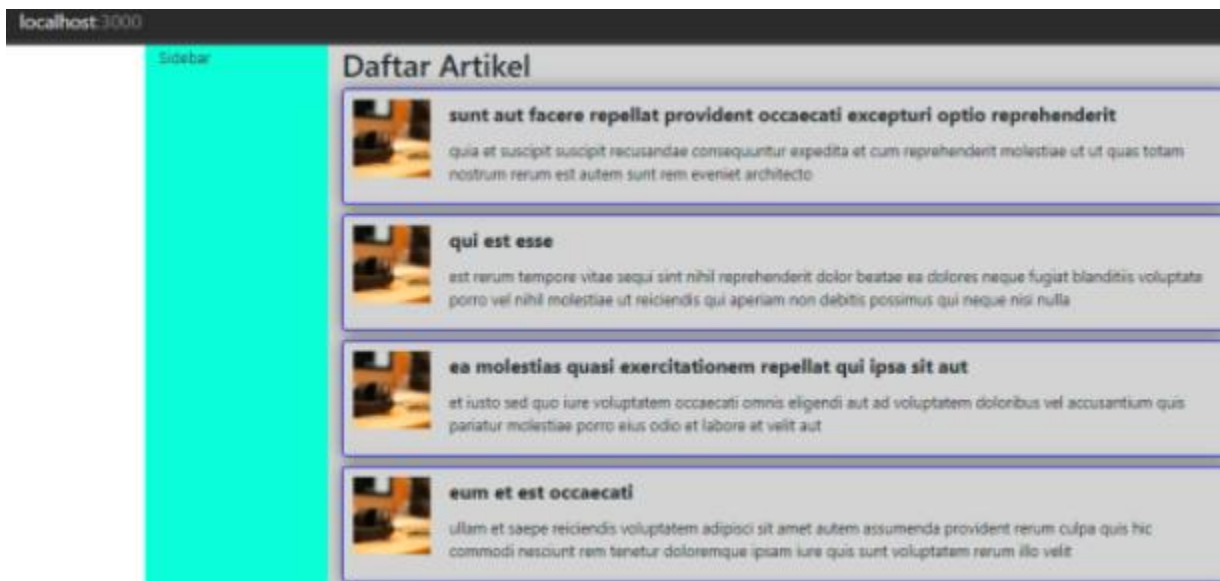 localhost:3000
Sidebar
Daftar Artikel
sunt aut facere repellat provident occaecati excepturi optio reprehenderit
quia et suscipit suscipit recusandae consequuntur expedita et cum reprehenderit molestiae ut ut quas totam
nostrum rerum est autem sunt rem eveniet architecto
qui est esse
est rerum tempore vitae sequi sint nihil reprehenderit dolor beatae ea dolores neque fugiat blanditiis voluptate
porro vel nihil molestiae ut reiciendis qui aperiam non debitis possimus qui neque nisi nulla
ea molestias quasi exercitationem repellat qui ipsa sit aut
et iusto sed quo iure voluptatem occaecati omnis eligendi aut ad voluptatem doloribus vel accusantium quis
pariatur molestiae porro eius odio et labore et velit aut
eum et est occaecati
ullam et saepe reiciendis voluptatem adipisci sit amet autem assumenda provident rerum culpa quis hic
commodi nesciunt rem tenetur doloremque ipsam iure quis sunt voluptatem rerum illo velit